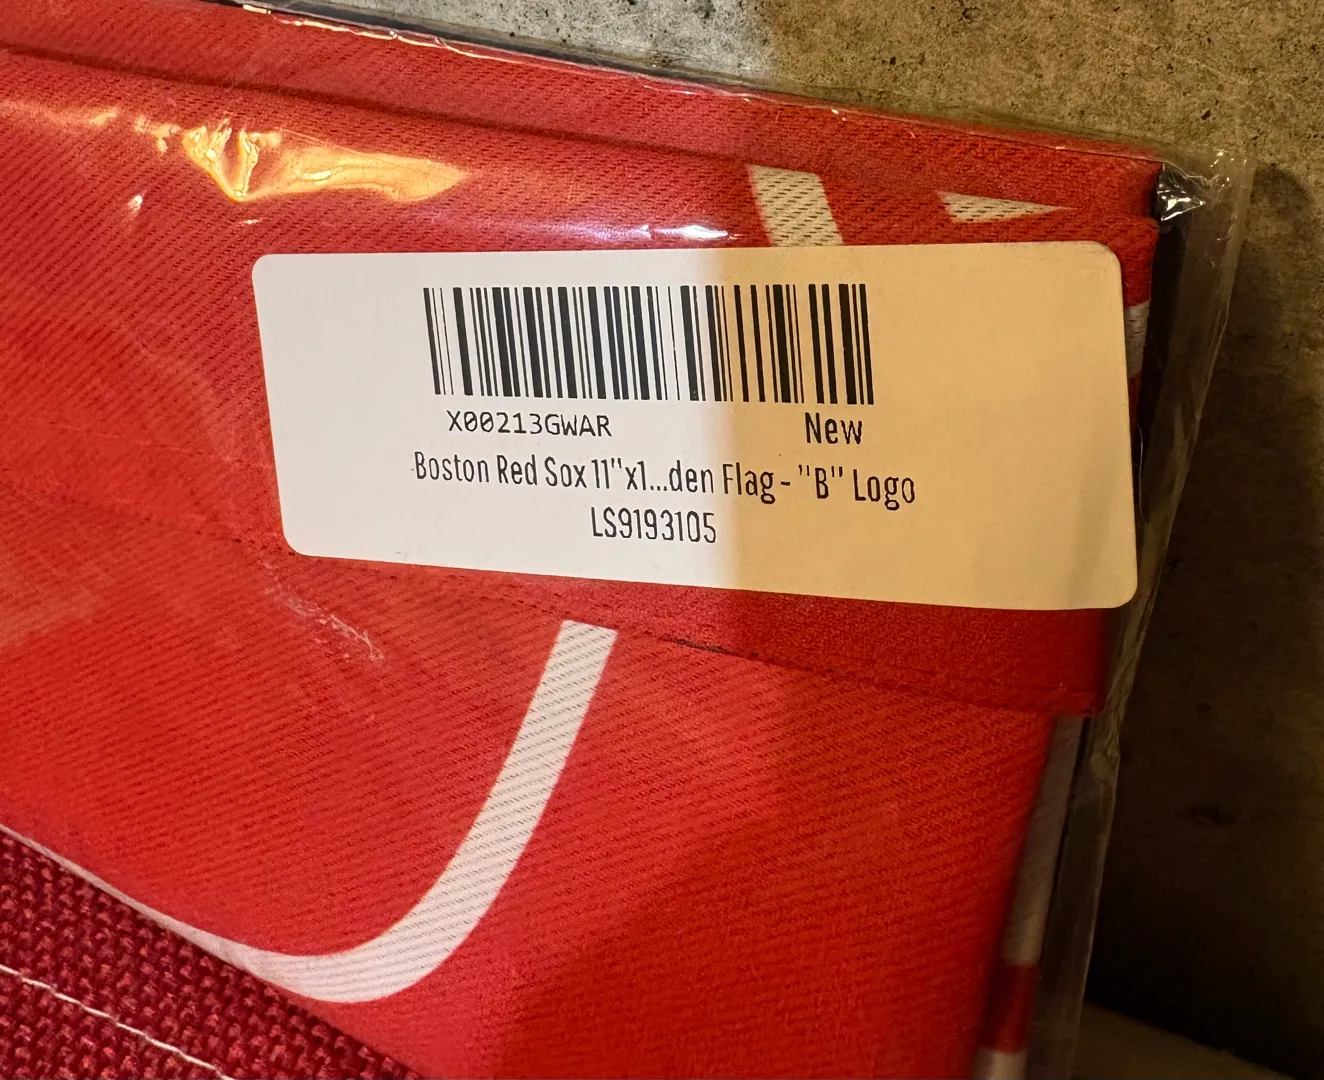 X00213GWAR New
Boston Red Sox 11"x1...den Flag - "B" Logo
LS9193105